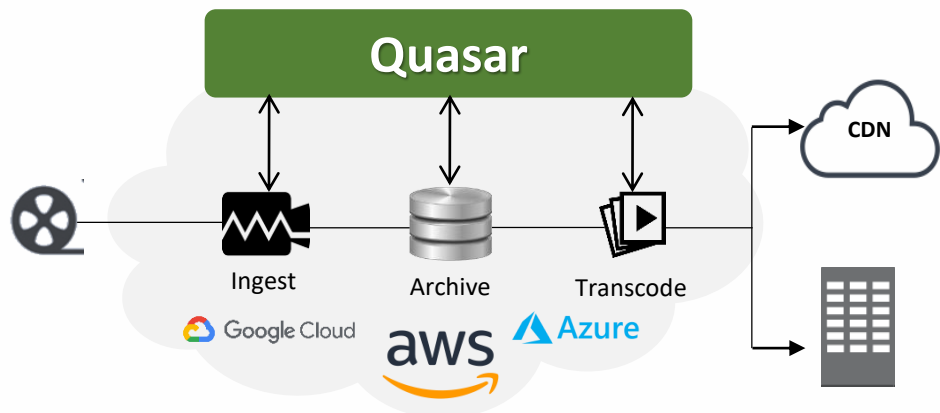 Quasar
CDN
Ingest
Archive
Transcode
Google Cloud
aws
Azure